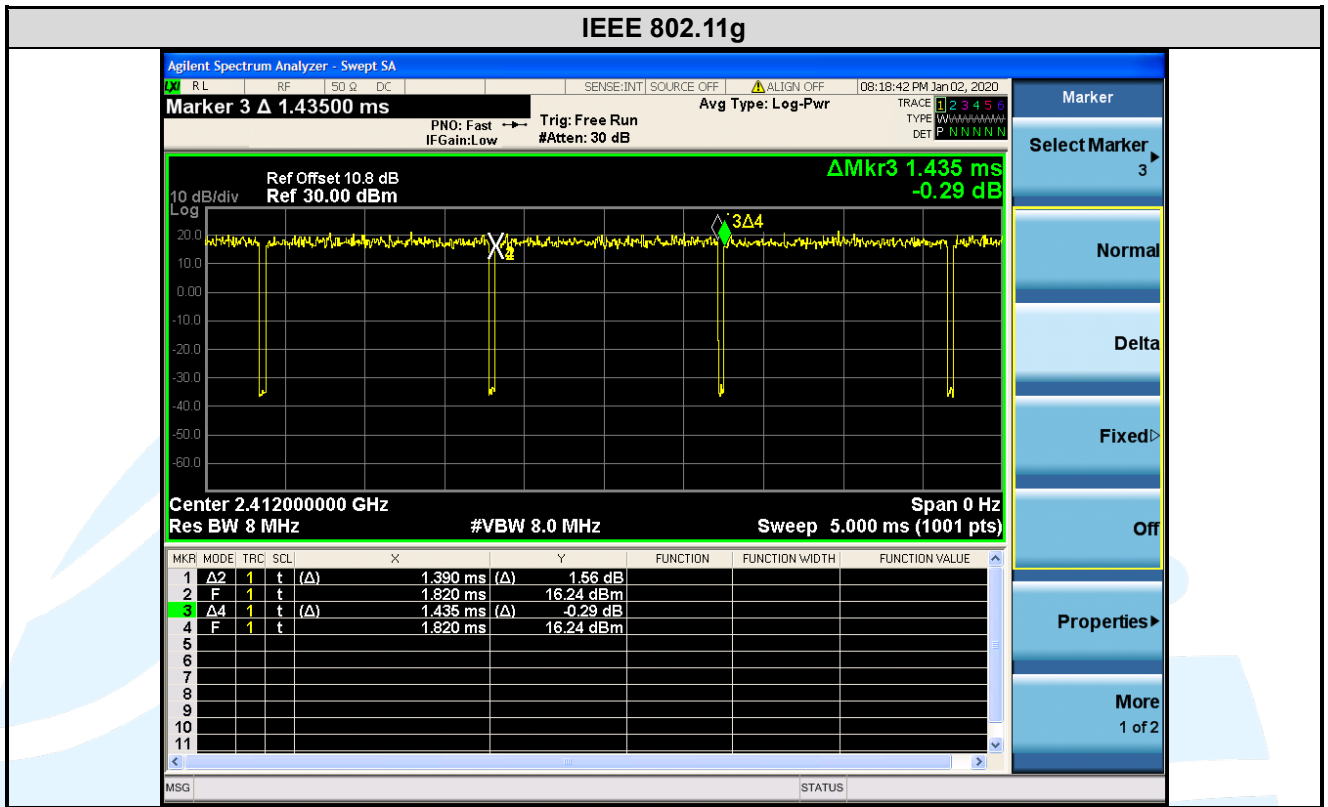 IEEE 802.11g
Agilent Spectrum Analyzer - Swept SA
LXI RL RF 50 Ω DC SENSE:INT SOURCE OFF ALIGN OFF 08:18:42 PM Jan 02, 2020
Marker 3 Δ 1.43500 ms
PNO: Fast
IFGain:Low
Trig: Free Run
#Atten: 30 dB
Avg Type: Log-Pwr
TRACE 1 2 3 4 5 6
TYPE W
DET P N N N N N
ΔMkr3 1.435 ms
-0.29 dB
Ref Offset 10.8 dB
10 dB/div Ref 30.00 dBm
Log
20.0
10.0
0.00
-10.0
-20.0
-30.0
-40.0
-50.0
-60.0
3Δ4
Center 2.412000000 GHz Span 0 Hz
Res BW 8 MHz #VBW 8.0 MHz Sweep 5.000 ms (1001 pts)
MKR MODE TRC SCL X Y FUNCTION FUNCTION WIDTH FUNCTION VALUE
1 Δ2 1 t (Δ) 1.390 ms (Δ) 1.56 dB
2 F 1 t 1.820 ms 16.24 dBm
3 Δ4 1 t (Δ) 1.435 ms (Δ) -0.29 dB
4 F 1 t 1.820 ms 16.24 dBm
5
6
7
8
9
10
11
MSG STATUS
Marker
Select Marker
3
Normal
Delta
Fixed
Off
Properties
More
1 of 2